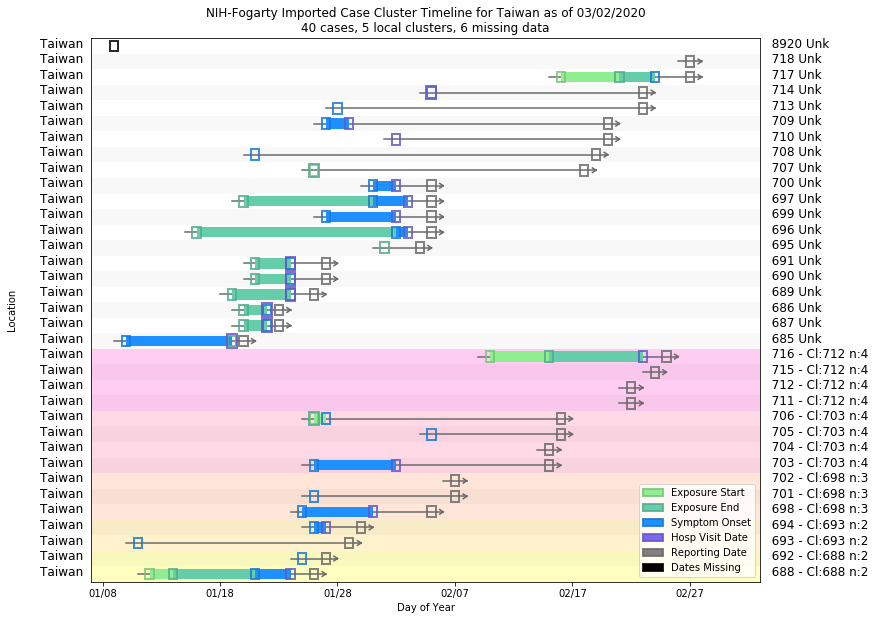 NIH-Fogarty Imported Case Cluster Timeline for Taiwan as of 03/02/2020
40 cases, 5 local clusters, 6 missing data
Taiwan 8920 Unk
Taiwan 718 Unk
Taiwan 717 Unk
Taiwan 714 Unk
Taiwan 713 Unk
Taiwan 709 Unk
Taiwan 710 Unk
Taiwan 708 Unk
Taiwan 707 Unk
Taiwan 700 Unk
Taiwan 697 Unk
Taiwan 699 Unk
Taiwan 696 Unk
Taiwan 695 Unk
Taiwan 691 Unk
Taiwan 690 Unk
Taiwan 689 Unk
Taiwan 686 Unk
Taiwan 687 Unk
Taiwan 685 Unk
Taiwan 716 - Cl:712 n:4
Taiwan 715 - Cl:712 n:4
Taiwan 712 - Cl:712 n:4
Taiwan 711 - Cl:712 n:4
Taiwan 706 - Cl:703 n:4
Taiwan 705 - Cl:703 n:4
Taiwan 704 - Cl:703 n:4
Taiwan 703 - Cl:703 n:4
Taiwan 702 - Cl:698 n:3
Taiwan 701 - Cl:698 n:3
Taiwan 698 - Cl:698 n:3
Taiwan 694 - Cl:693 n:2
Taiwan 693 - Cl:693 n:2
Taiwan 692 - Cl:688 n:2
Taiwan 688 - Cl:688 n:2
Location
Exposure Start
Exposure End
Symptom Onset
Hosp Visit Date
Reporting Date
Dates Missing
01/08 01/18 01/28 02/07 02/17 02/27
Day of Year